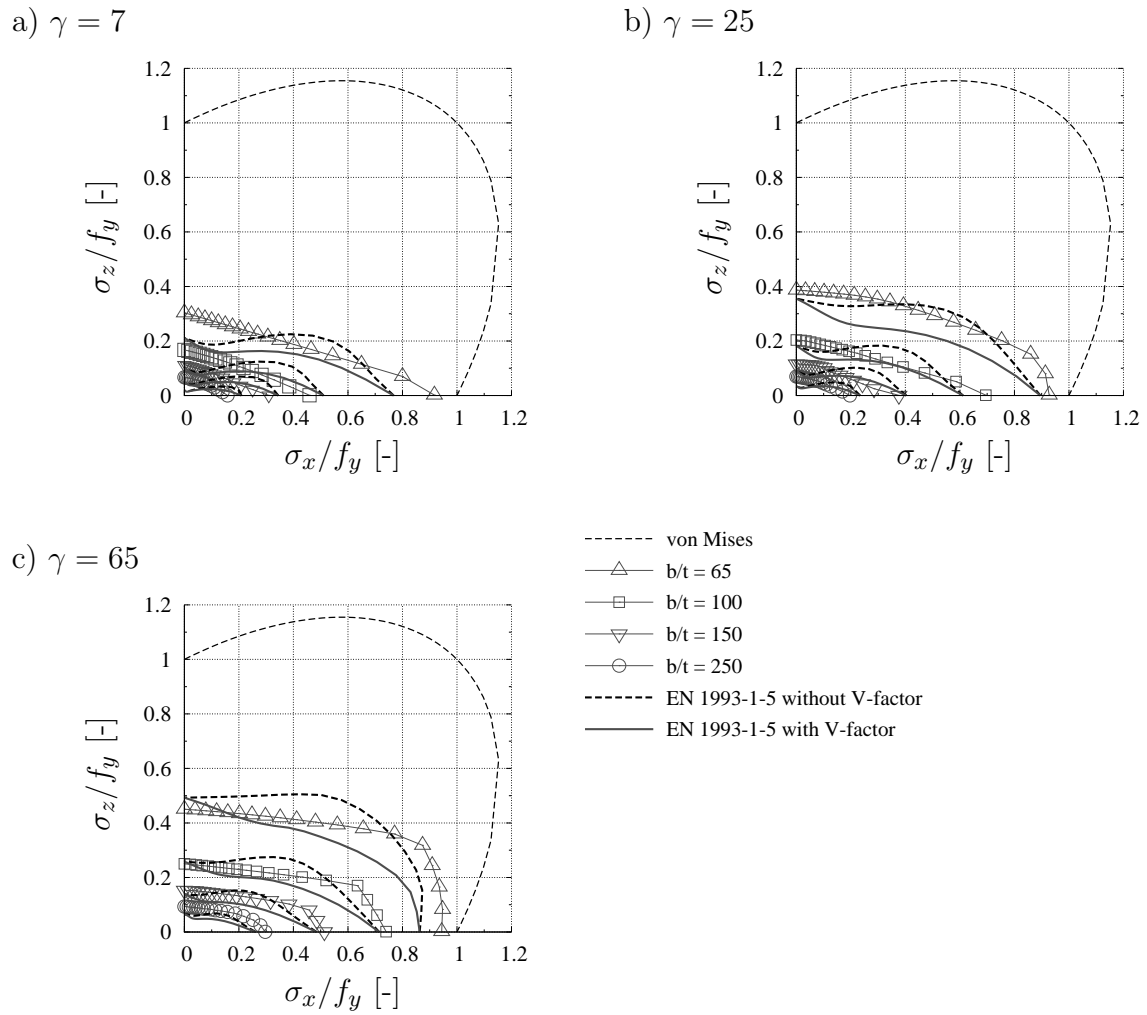 a) γ = 7
1.2
1
0.8
0.6
0.4
0.2
0
0 0.2 0.4 0.6 0.8 1 1.2
σz/fy [-]
σx/fy [-]
b) γ = 25
1.2
1
0.8
0.6
0.4
0.2
0
0 0.2 0.4 0.6 0.8 1 1.2
σz/fy [-]
σx/fy [-]
c) γ = 65
1.2
1
0.8
0.6
0.4
0.2
0
0 0.2 0.4 0.6 0.8 1 1.2
σz/fy [-]
σx/fy [-]
von Mises
b/t = 65
b/t = 100
b/t = 150
b/t = 250
EN 1993-1-5 without V-factor
EN 1993-1-5 with V-factor